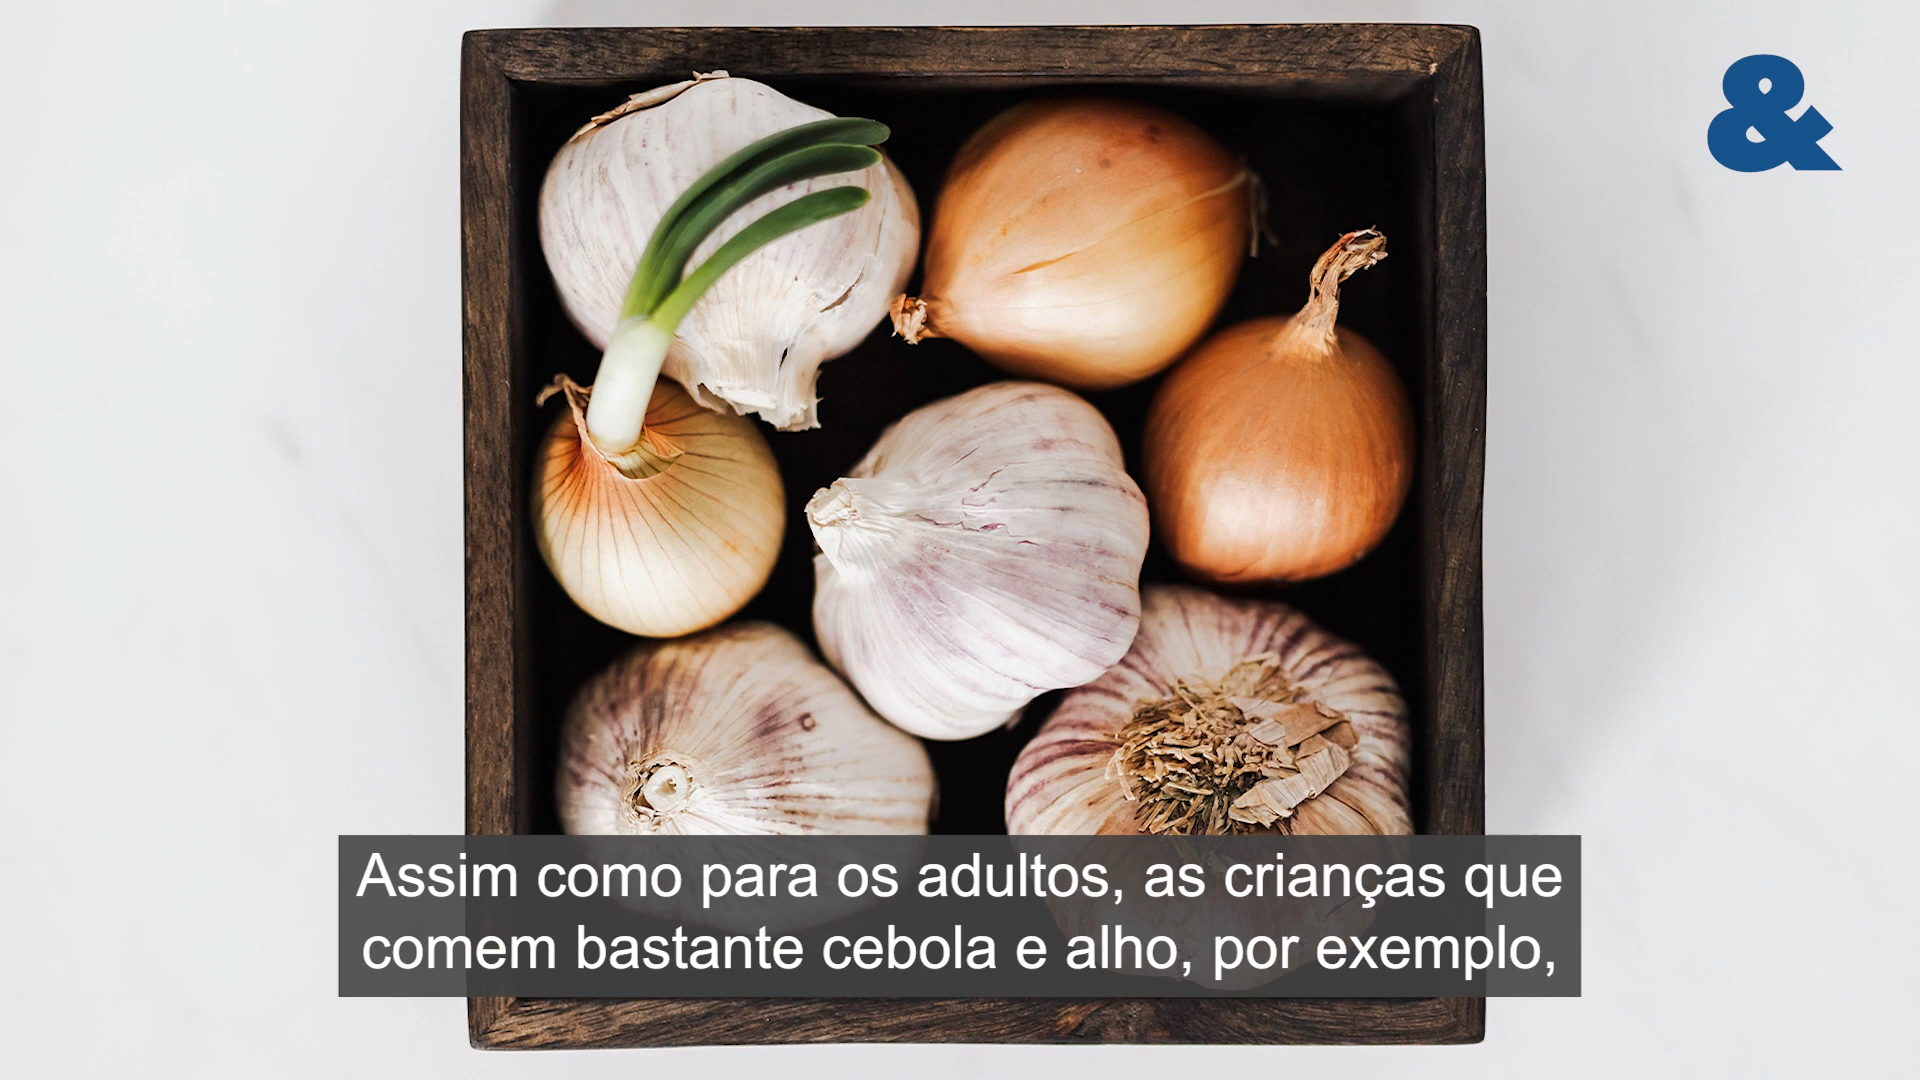 &
Assim como para os adultos, as crianças que
comem bastante cebola e alho, por exemplo,